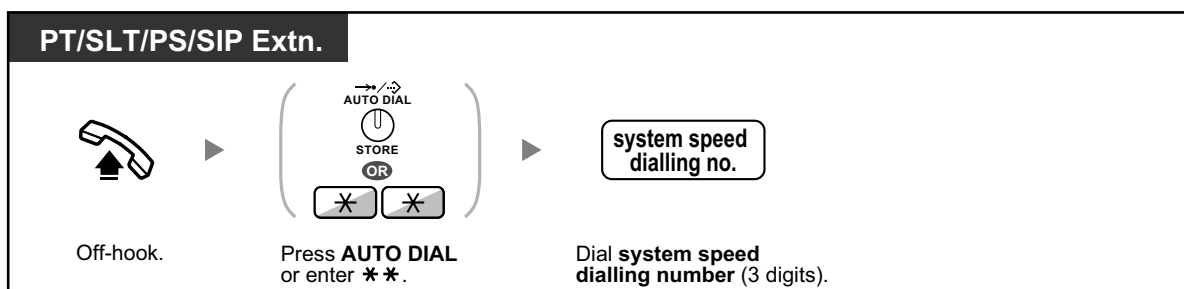 PT/SLT/PS/SIP Extn.
AUTO DIAL
STORE
OR
system speed
dialling no.
Off-hook.
Press AUTO DIAL
or enter ✱✱.
Dial system speed
dialling number (3 digits).